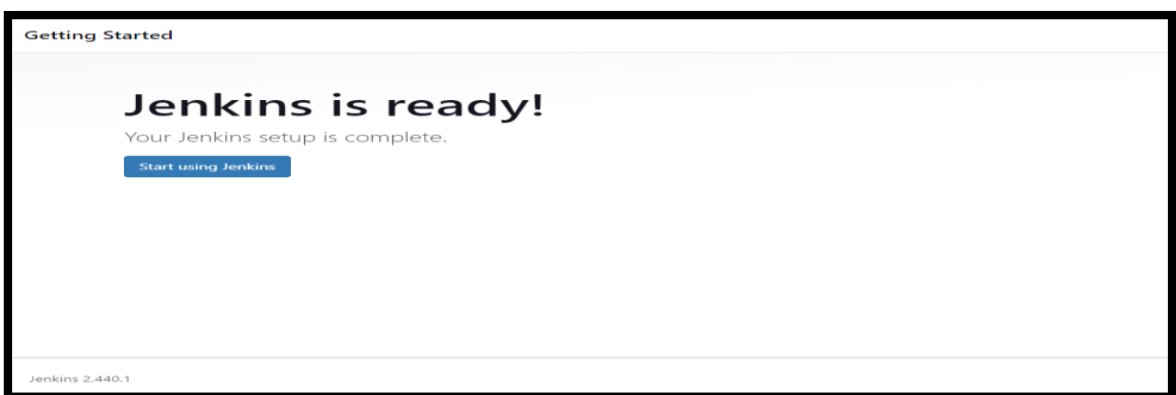 Getting Started
Jenkins is ready!
Your Jenkins setup is complete.
Start using Jenkins
Jenkins 2.440.1